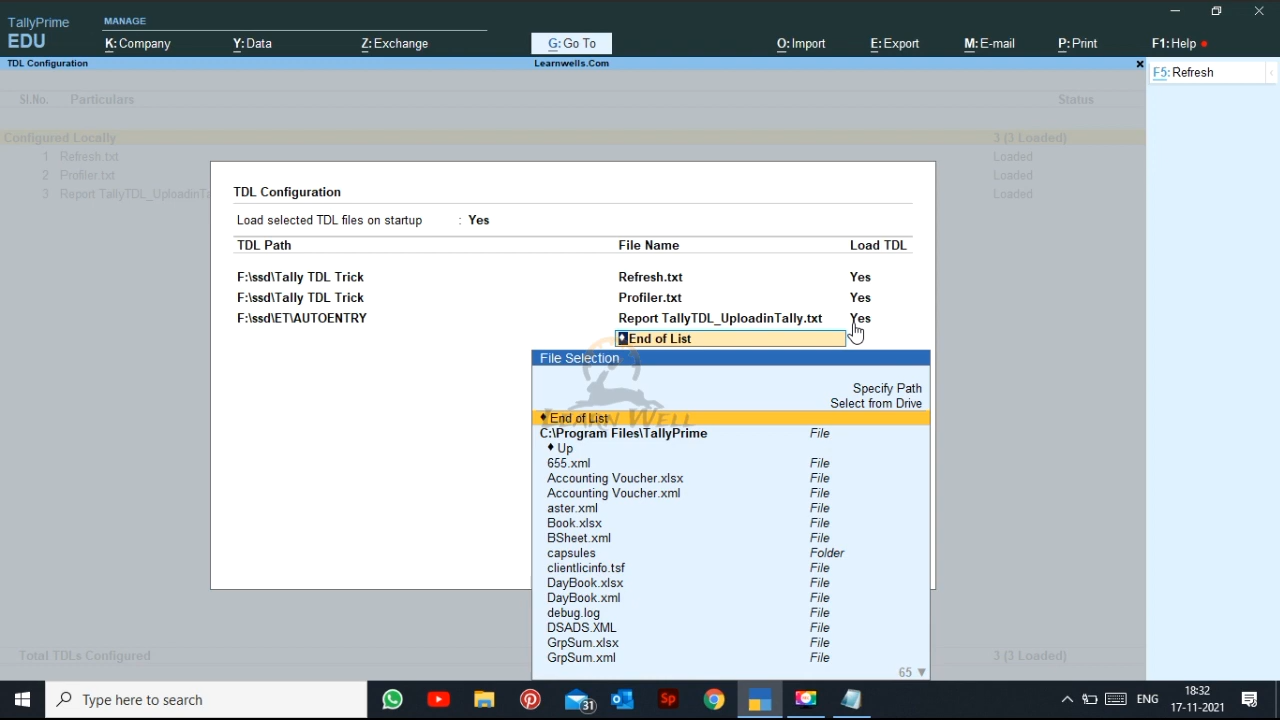 TallyPrime
EDU
MANAGE
K: Company
Y: Data
Z: Exchange
G: Go To
O: Import
E: Export
M: E-mail
P: Print
F1: Help
TDL Configuration
Learnwells.Com
F5: Refresh
Sl.No. Particulars Status
Configured Locally 3 (3 Loaded)
1 Refresh.txt Loaded
2 Profiler.txt Loaded
3 Report TallyTDL_UploadinTa Loaded
TDL Configuration
Load selected TDL files on startup : Yes
TDL Path File Name Load TDL
F:\ssd\Tally TDL Trick Refresh.txt Yes
F:\ssd\Tally TDL Trick Profiler.txt Yes
F:\ssd\ET\AUTOENTRY Report TallyTDL_UploadinTally.txt Yes
♦ End of List
File Selection
Specify Path
Select from Drive
♦ End of List
LEARN WELL
C:\Program Files\TallyPrime File
♦ Up
655.xml File
Accounting Voucher.xlsx File
Accounting Voucher.xml File
aster.xml File
Book.xlsx File
BSheet.xml File
capsules Folder
clientlicinfo.tsf File
DayBook.xlsx File
DayBook.xml File
debug.log File
DSADS.XML File
GrpSum.xlsx File
GrpSum.xml File
65 ▼
Total TDLs Configured 3 (3 Loaded)
Type here to search
31
Sp
ENG
18:32
17-11-2021